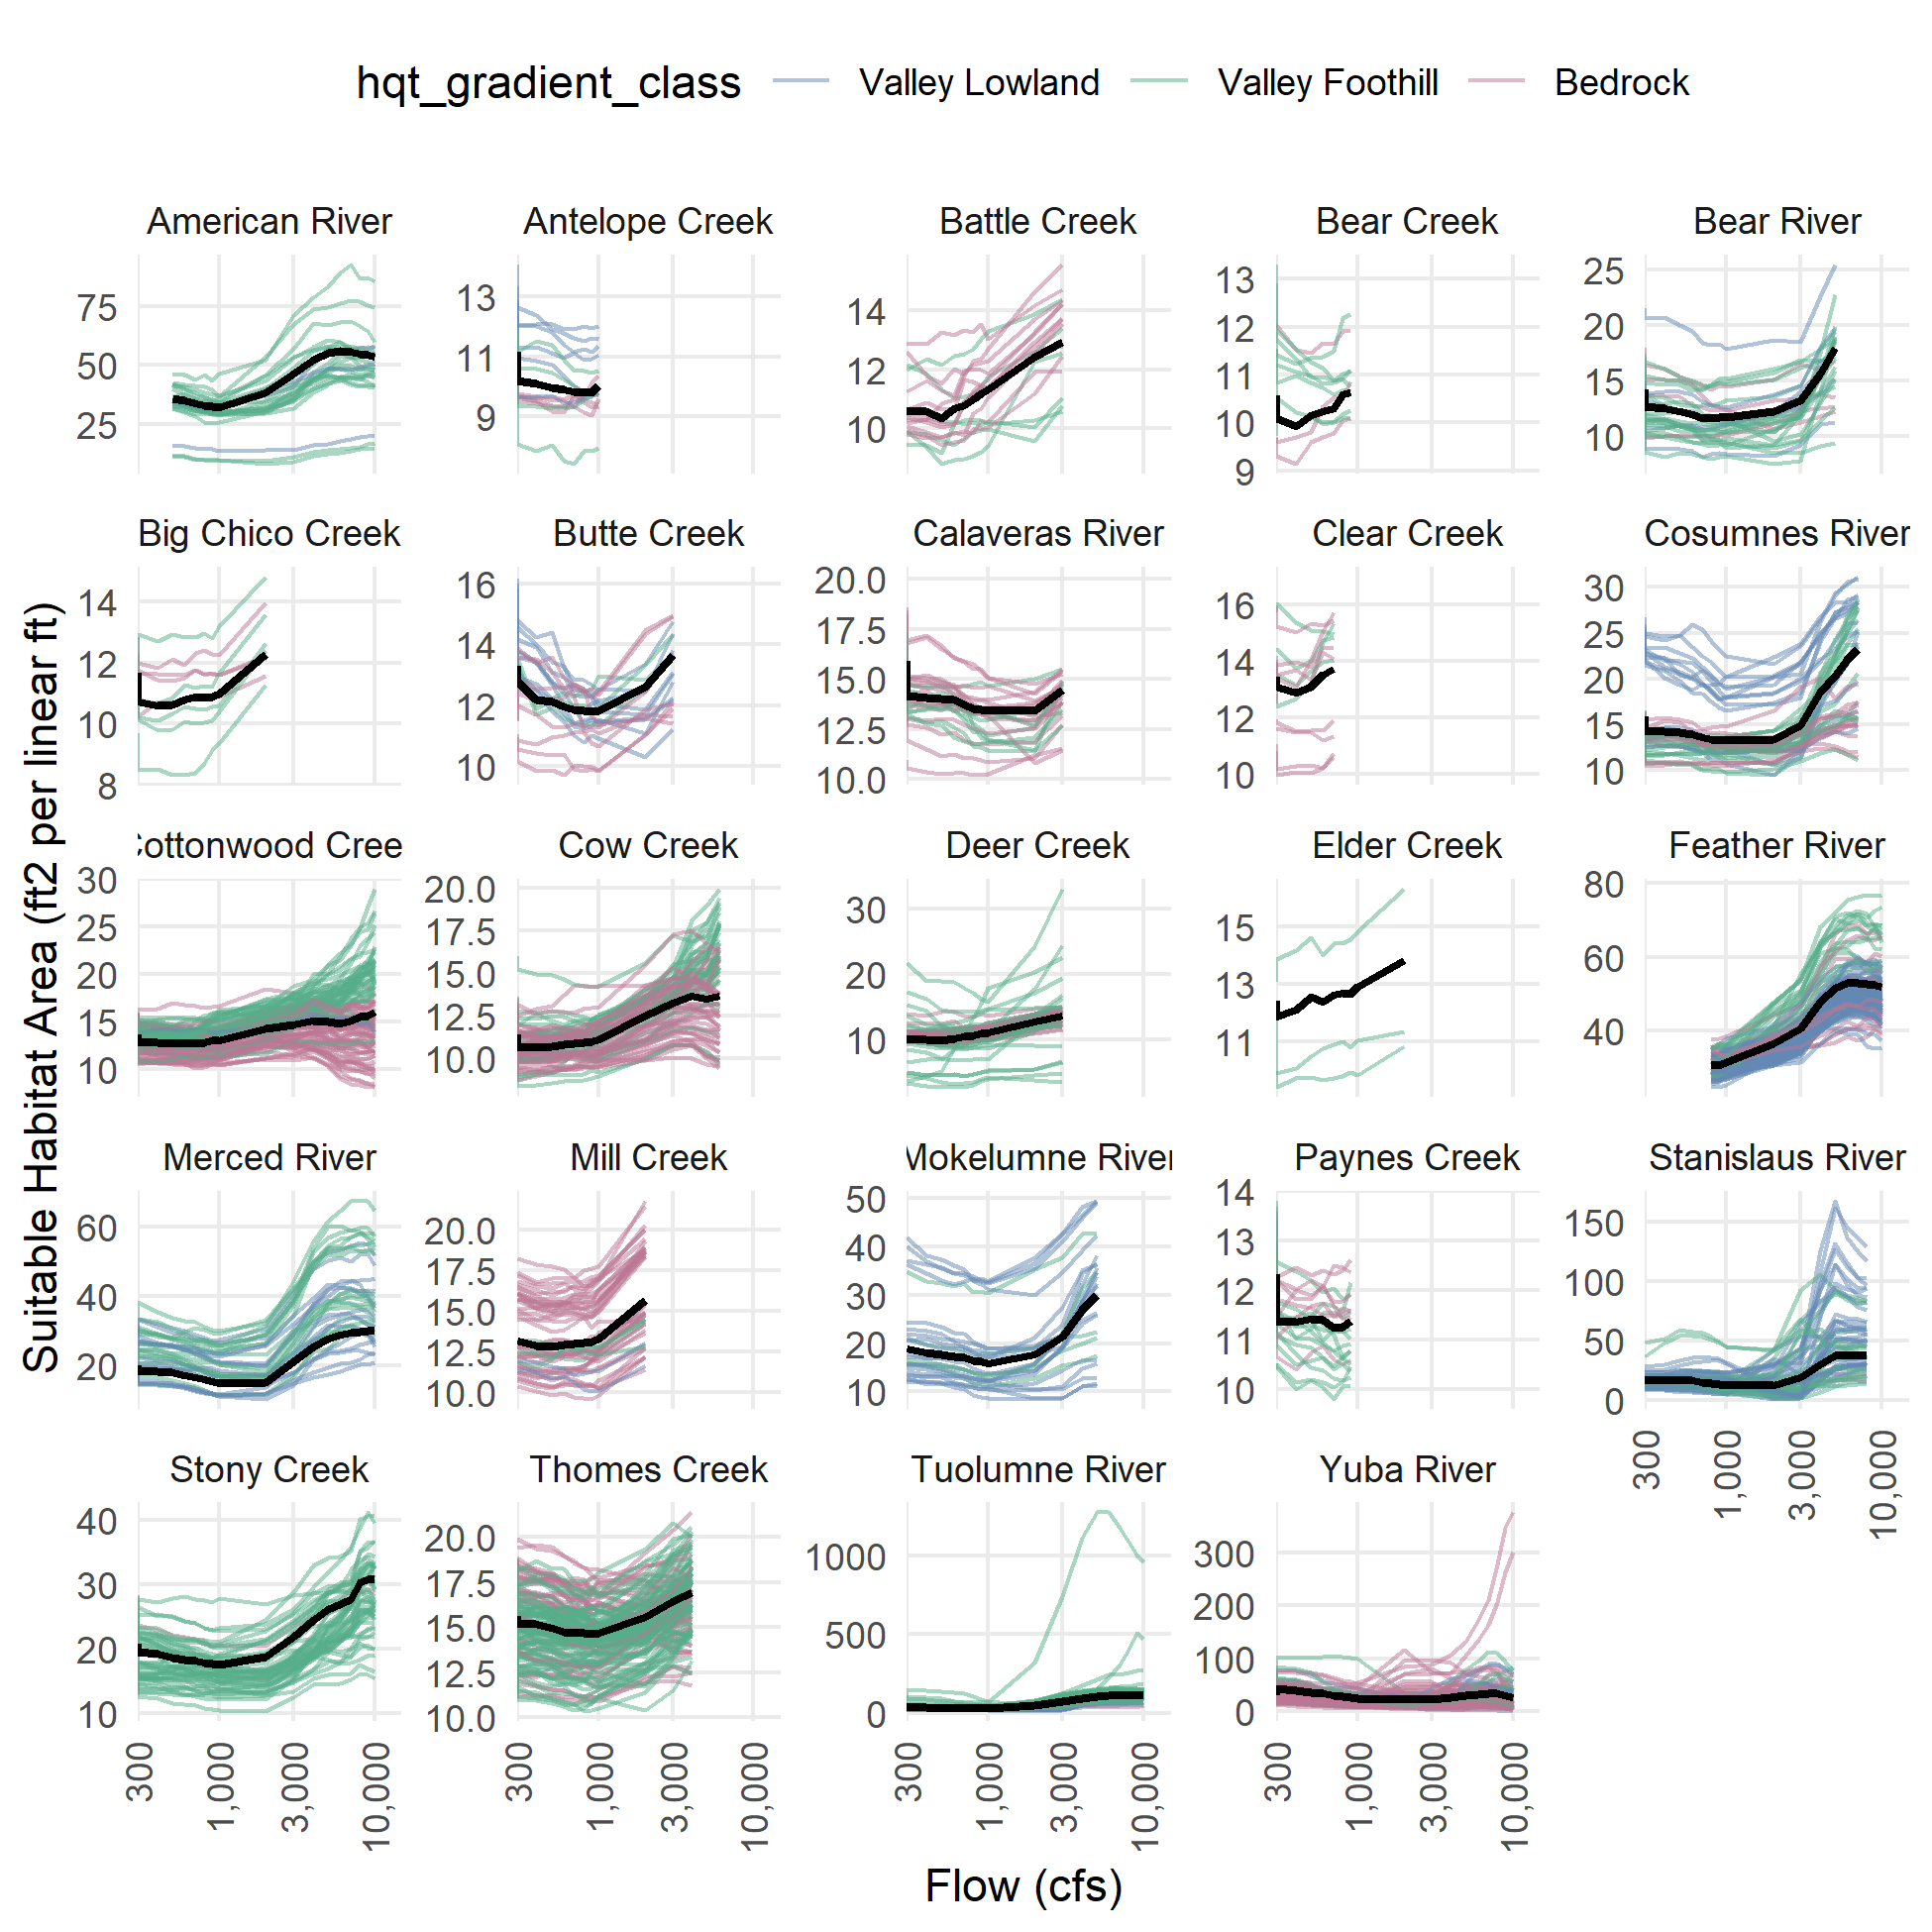 hqt_gradient_class Valley Lowland Valley Foothill Bedrock
American River Antelope Creek Battle Creek Bear Creek Bear River
75 50 25
13 11 9
14 12 10
13 12 11 10 9
25 20 15 10
Big Chico Creek Butte Creek Calaveras River Clear Creek Cosumnes River
14 12 10 8
16 14 12 10
20.0 17.5 15.0 12.5 10.0
16 14 12 10
30 25 20 15 10
Cottonwood Cree Cow Creek Deer Creek Elder Creek Feather River
30 25 20 15 10
20.0 17.5 15.0 12.5 10.0
30 20 10
15 13 11
80 60 40
Merced River Mill Creek Mokelumne River Paynes Creek Stanislaus River
60 40 20
20.0 17.5 15.0 12.5 10.0
50 40 30 20 10
14 13 12 11 10
150 100 50 0
300 1,000 3,000 10,000
Stony Creek Thomes Creek Tuolumne River Yuba River
40 30 20 10
20.0 17.5 15.0 12.5 10.0
1000 500 0
300 200 100 0
300 1,000 3,000 10,000
300 1,000 3,000 10,000
300 1,000 3,000 10,000
300 1,000 3,000 10,000
Flow (cfs)
Suitable Habitat Area (ft2 per linear ft)